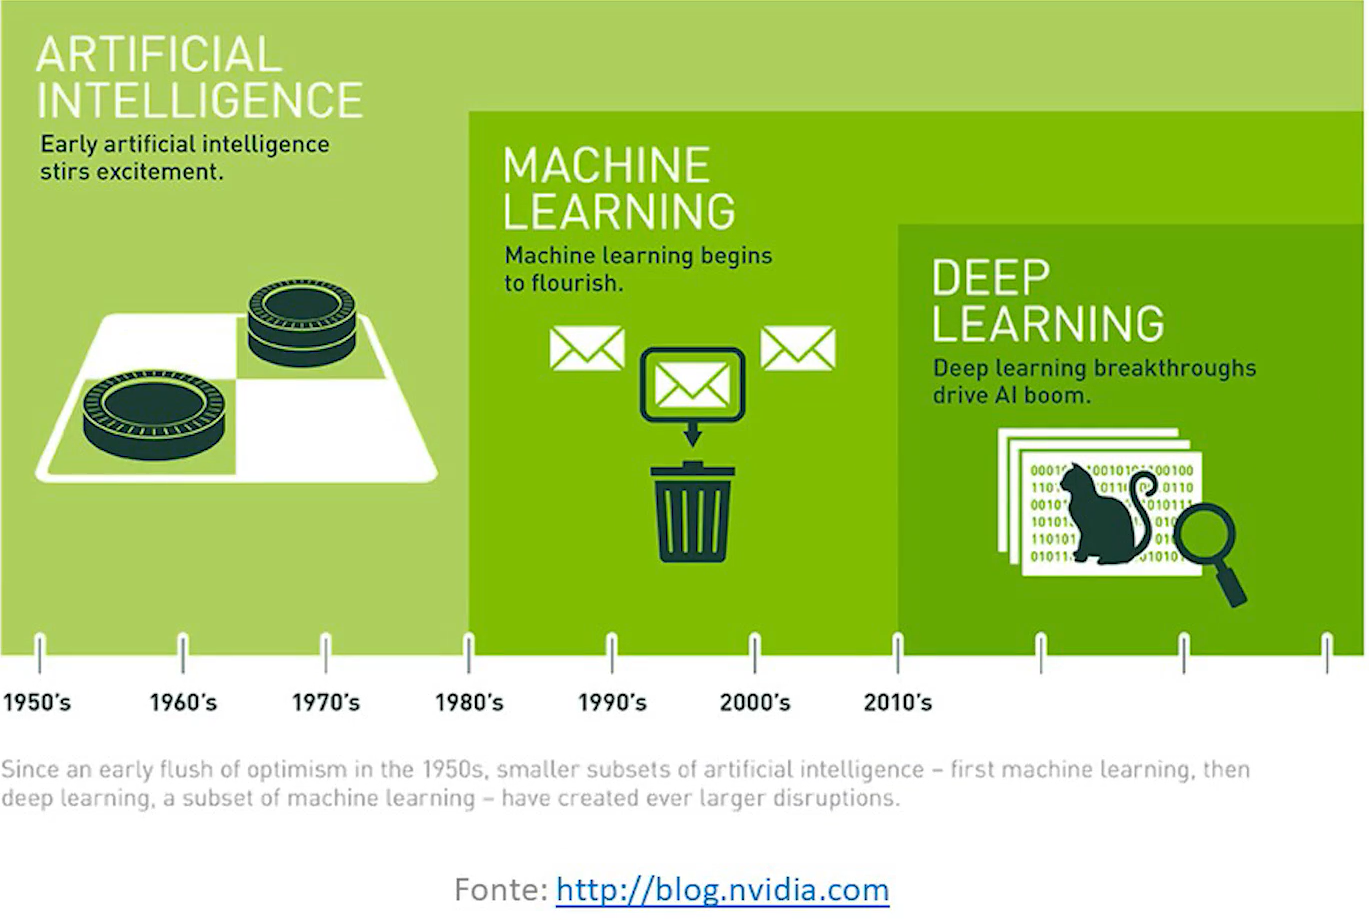 ARTIFICIAL
INTELLIGENCE
Early artificial intelligence
stirs excitement.
MACHINE
LEARNING
Machine learning begins
to flourish.
DEEP
LEARNING
Deep learning breakthroughs
drive AI boom.
1950's 1960's 1970's 1980's 1990's 2000's 2010's
Since an early flush of optimism in the 1950s, smaller subsets of artificial intelligence – first machine learning, then
deep learning, a subset of machine learning – have created ever larger disruptions.
Fonte: http://blog.nvidia.com